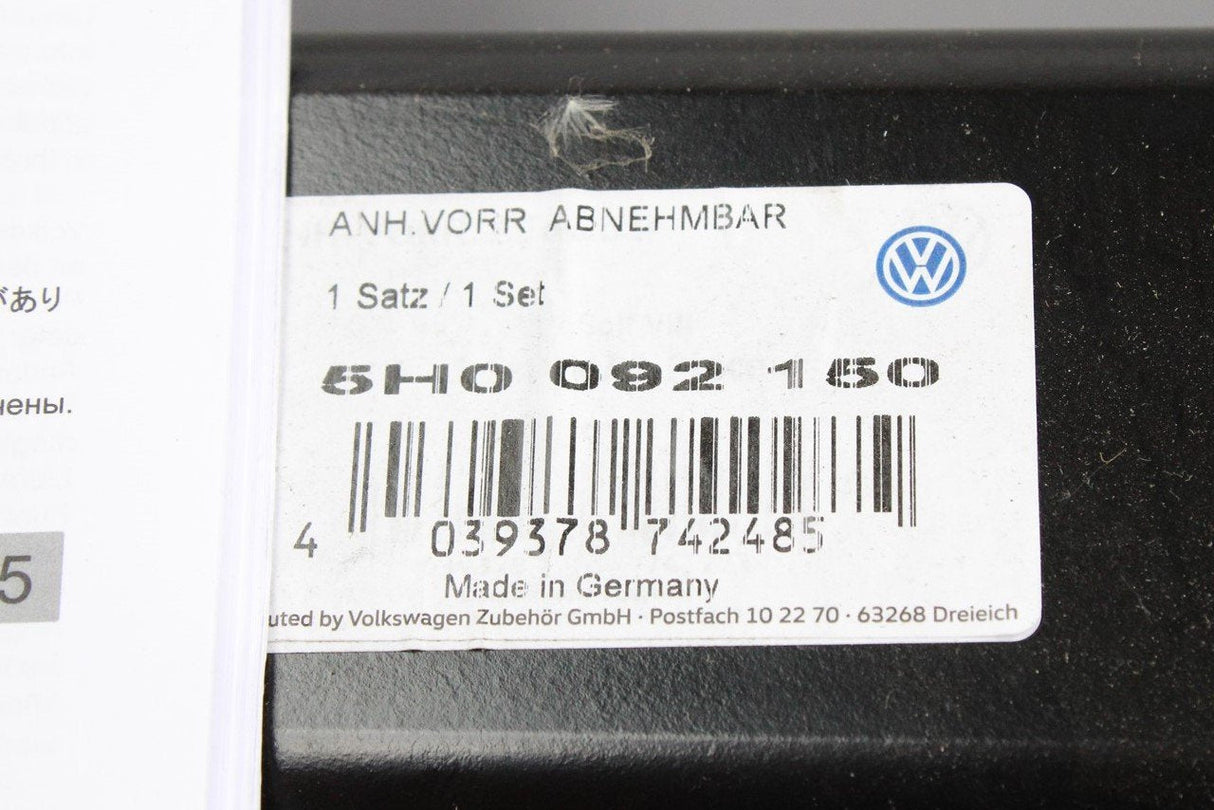 ANH.VORR ABNEHMBAR
1 Satz / 1 Set
5H0 092 150
4 039378 742485
Made in Germany
uted by Volkswagen Zubehör GmbH · Postfach 10 22 70 · 63268 Dreieich
があり
чены.
5